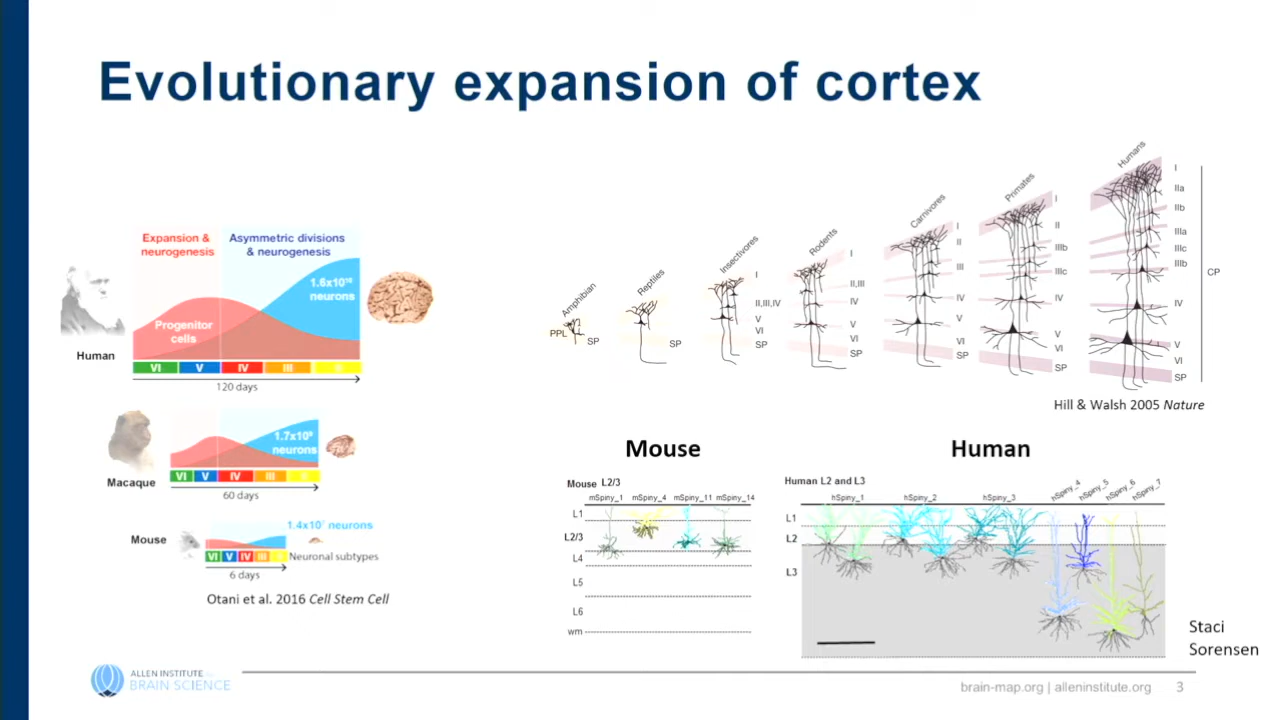 Evolutionary expansion of cortex
Expansion &
neurogenesis
Asymmetric divisions
& neurogenesis
1.6x10¹⁰
neurons
Progenitor
cells
Human
VI V IV III II
120 days
1.7x10⁹
neurons
Macaque
VI V IV III
60 days
1.4x10⁷ neurons
Mouse
VI V IV III
Neuronal subtypes
6 days
Otani et al. 2016 Cell Stem Cell
Amphibian
PPL
SP
Reptiles
SP
Insectivores
I
II,III,IV
V
VI
SP
Rodents
I
II,III
IV
V
VI
SP
Carnivores
I
II
III
IV
V
VI
SP
Primates
I
II
IIIb
IIIc
IV
V
VI
SP
Humans
I
IIa
IIb
IIIa
IIIc
IIIb
IV
V
VI
SP
CP
Hill & Walsh 2005 Nature
Mouse
Mouse L2/3
mSpiny_1 mSpiny_4 mSpiny_11 mSpiny_14
L1
L2/3
L4
L5
L6
wm
Human
Human L2 and L3
hSpiny_1 hSpiny_2 hSpiny_3 hSpiny_4 hSpiny_5 hSpiny_6 hSpiny_7
L1
L2
L3
Staci
Sorensen
ALLEN INSTITUTE
BRAIN SCIENCE
brain-map.org | alleninstitute.org 3